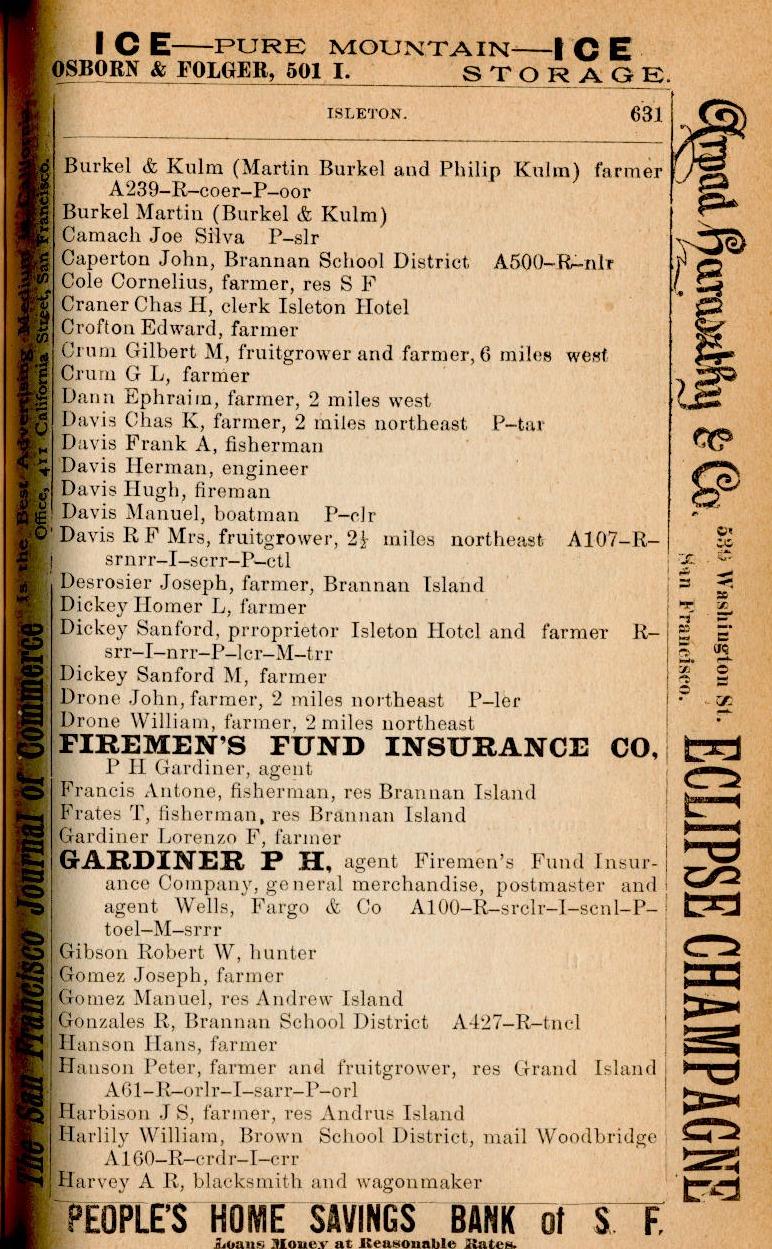 ICE—PURE MOUNTAIN—ICE
OSBORN & FOLGER, 501 I. STORAGE.
ISLETON. 631
Burkel & Kulm (Martin Burkel and Philip Kulm) farmer
A239–R–coer–P–oor
Burkel Martin (Burkel & Kulm)
Camach Joe Silva P–slr
Caperton John, Brannan School District A500–R–nlr
Cole Cornelius, farmer, res S F
Craner Chas H, clerk Isleton Hotel
Crofton Edward, farmer
Crum Gilbert M, fruitgrower and farmer, 6 miles west
Crum G L, farmer
Dann Ephraim, farmer, 2 miles west
Davis Chas K, farmer, 2 miles northeast P–tar
Davis Frank A, fisherman
Davis Herman, engineer
Davis Hugh, fireman
Davis Manuel, boatman P–clr
Davis R F Mrs, fruitgrower, 2½ miles northeast A107–R–
srnrr–I–scrr–P–ctl
Desrosier Joseph, farmer, Brannan Island
Dickey Homer L, farmer
Dickey Sanford, prroprietor Isleton Hotel and farmer R–
srr–I–nrr–P–lcr–M–trr
Dickey Sanford M, farmer
Drone John, farmer, 2 miles northeast P–ler
Drone William, farmer, 2 miles northeast
FIREMEN'S FUND INSURANCE CO,
P H Gardiner, agent
Francis Antone, fisherman, res Brannan Island
Frates T, fisherman, res Brannan Island
Gardiner Lorenzo F, farmer
GARDINER P H, agent Firemen's Fund Insur-
ance Company, general merchandise, postmaster and
agent Wells, Fargo & Co A100–R–srclr–I–scnl–P–
toel–M–srrr
Gibson Robert W, hunter
Gomez Joseph, farmer
Gomez Manuel, res Andrew Island
Gonzales R, Brannan School District A427–R–tncl
Hanson Hans, farmer
Hanson Peter, farmer and fruitgrower, res Grand Island
A61–R–orlr–I–sarr–P–orl
Harbison J S, farmer, res Andrus Island
Harlily William, Brown School District, mail Woodbridge
A160–R–crdr–I–crr
Harvey A R, blacksmith and wagonmaker
PEOPLE'S HOME SAVINGS BANK of S. F.
Loans Money at Reasonable Rates.
The San Francisco Journal of Commerce Is the Best Advertising Medium
Office, 411 California Street, San Francisco.
Arpad Haraszthy & Co. 535 Washington St.
San Francisco.
ECLIPSE CHAMPAGNE